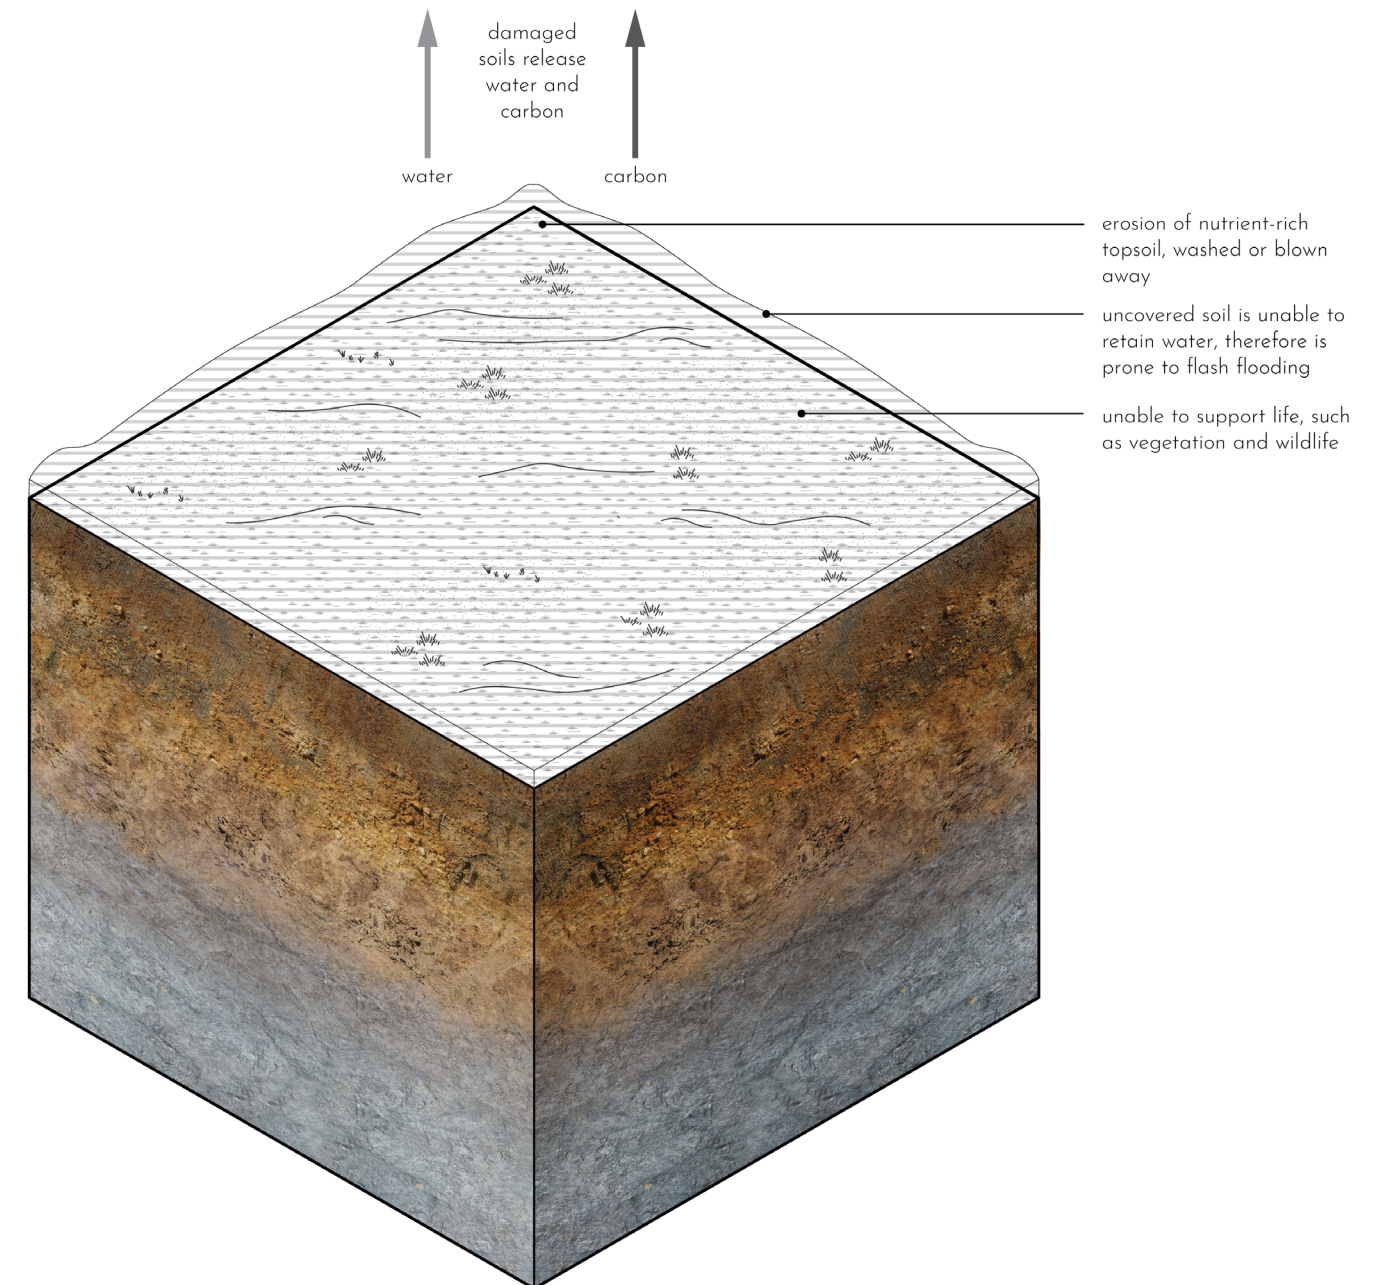 damaged
soils release
water and
carbon
water
carbon
erosion of nutrient-rich
topsoil, washed or blown
away
uncovered soil is unable to
retain water, therefore is
prone to flash flooding
unable to support life, such
as vegetation and wildlife